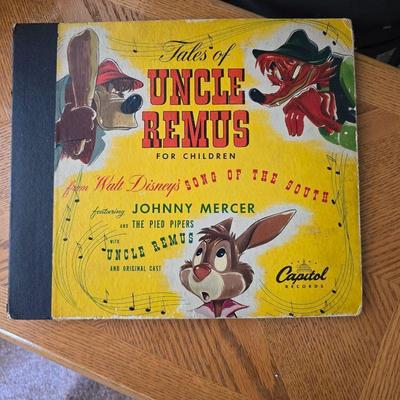 Tales of
UNCLE
REMUS
FOR CHILDREN
from Walt Disney's SONG OF THE SOUTH
featuring JOHNNY MERCER
AND THE PIED PIPERS
WITH UNCLE REMUS
AND ORIGINAL CAST
Capitol
RECORDS